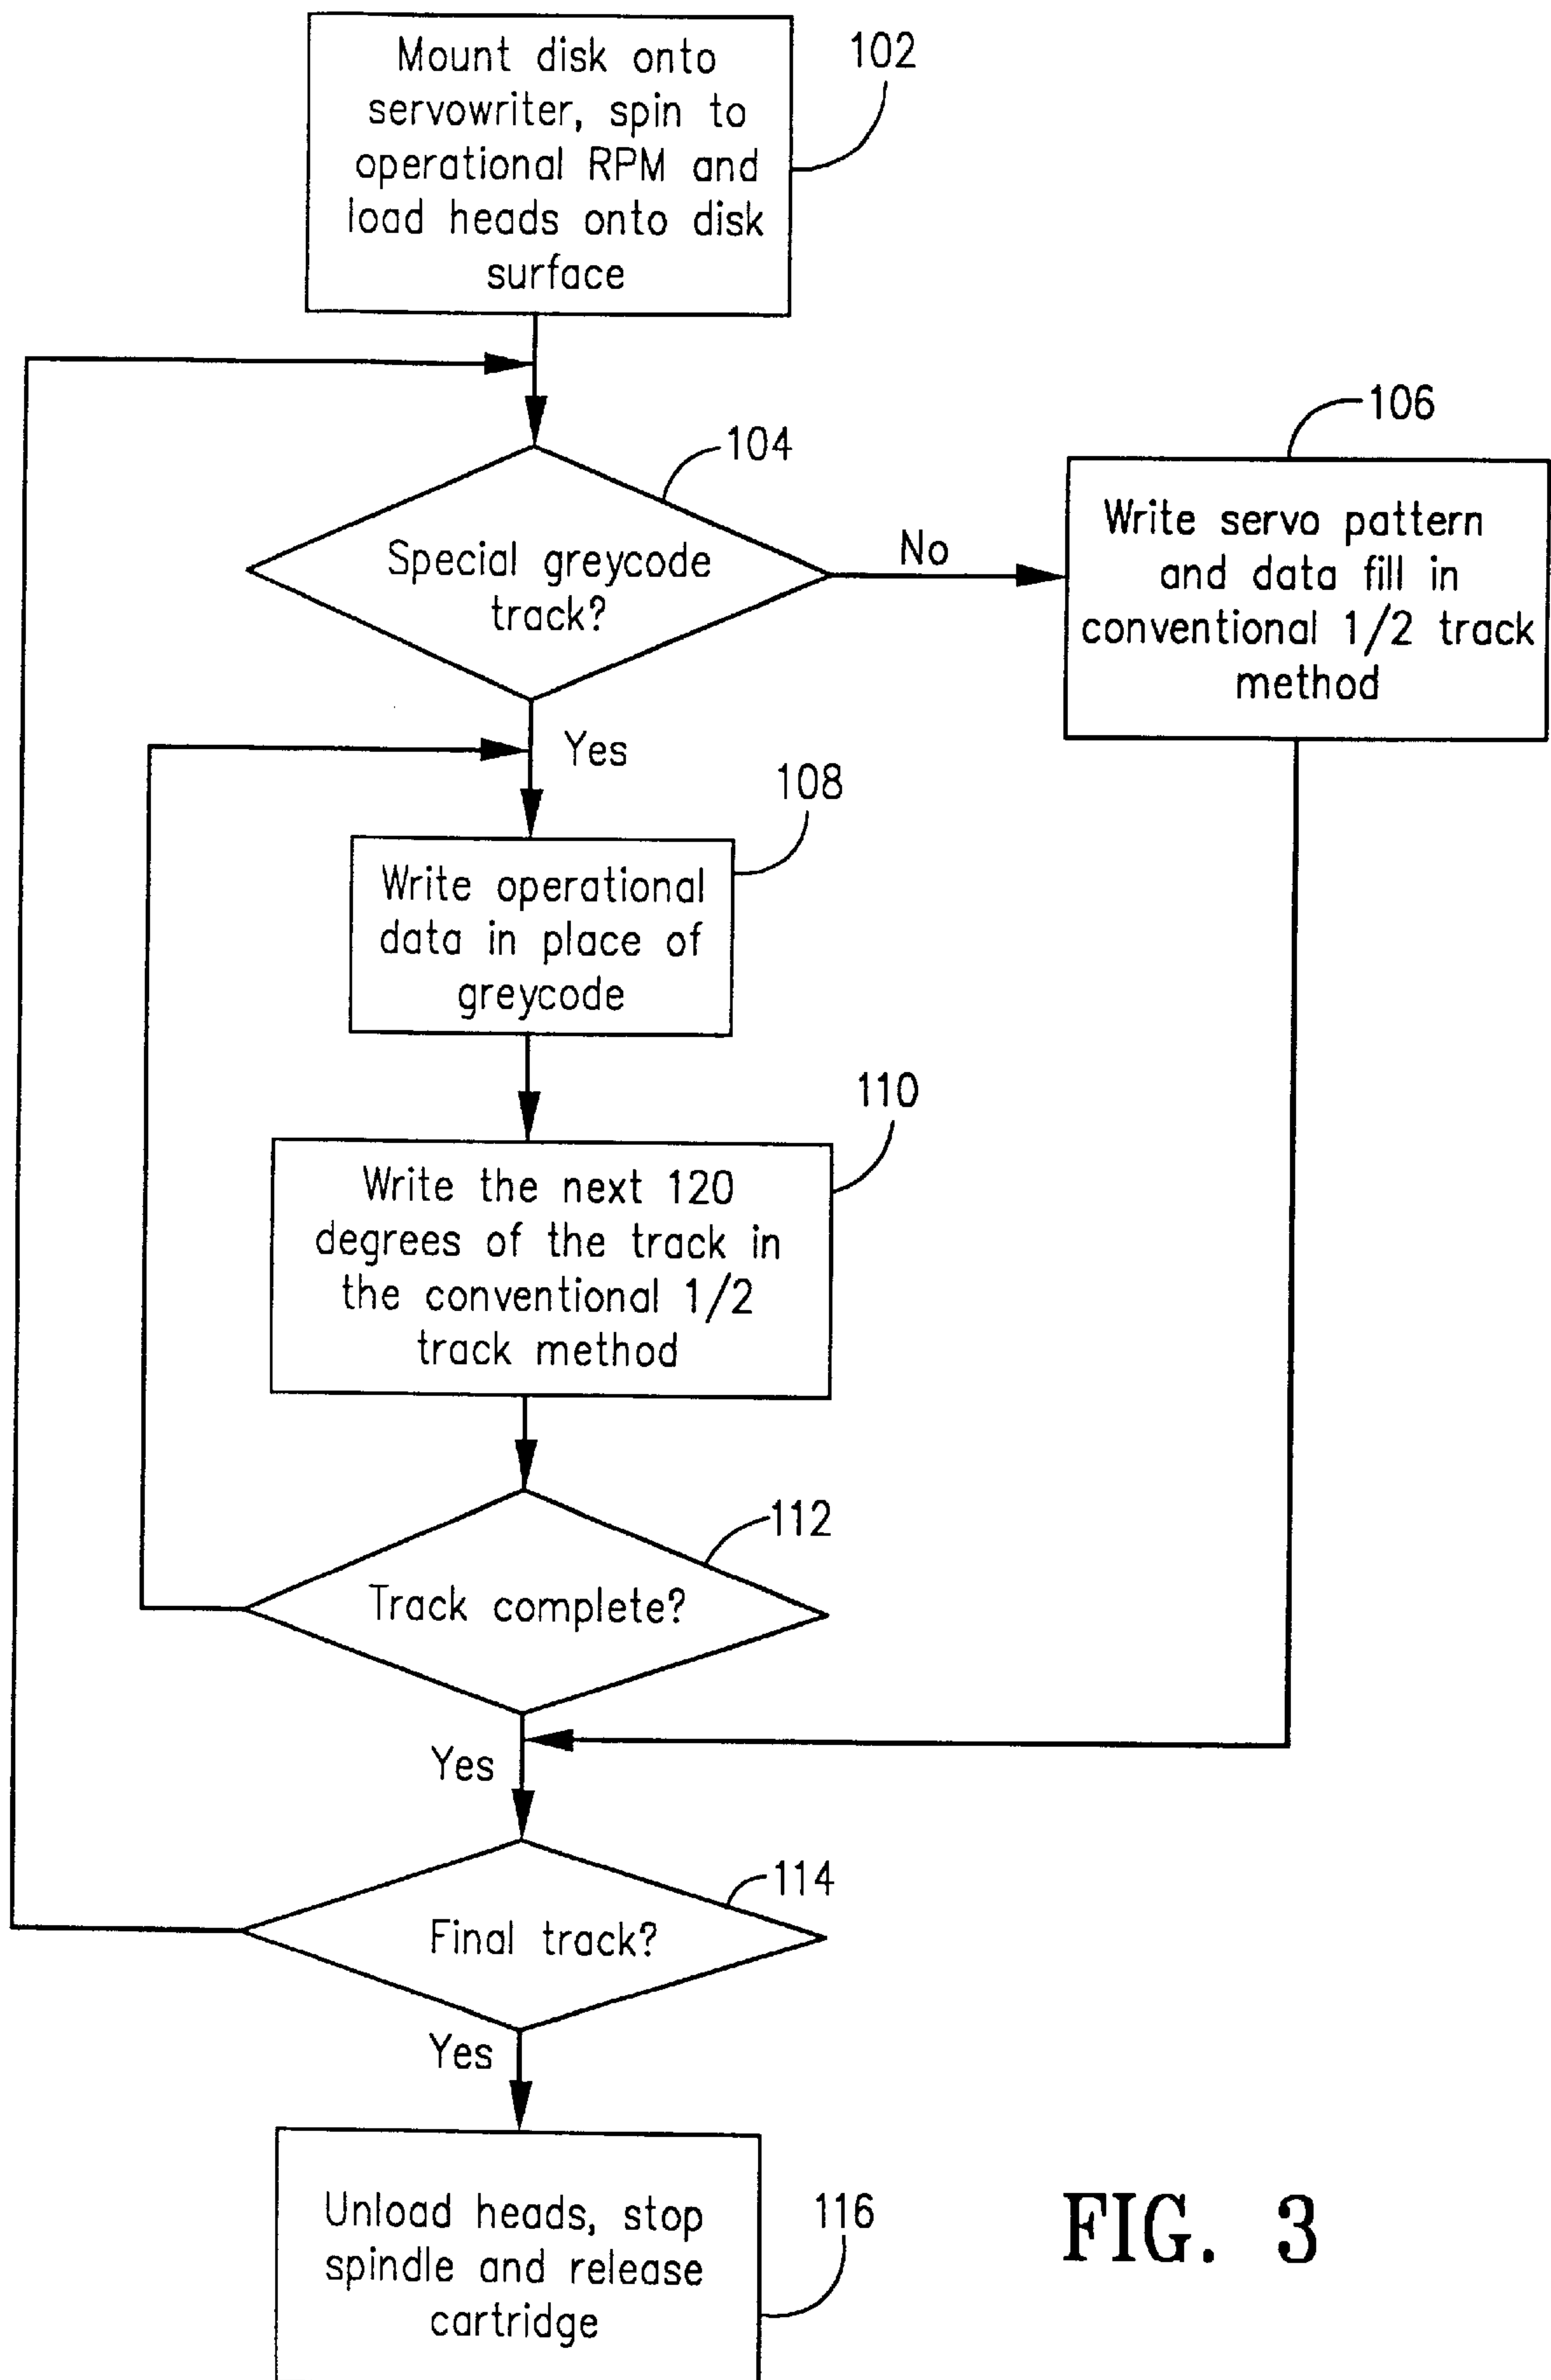 Mount disk onto
servowriter, spin to
operational RPM and
load heads onto disk
surface
102
104
Special greycode
track?
No
106
Write servo pattern
and data fill in
conventional 1/2 track
method
Yes
108
Write operational
data in place of
greycode
110
Write the next 120
degrees of the track in
the conventional 1/2
track method
112
Track complete?
Yes
114
Final track?
Yes
Unload heads, stop
spindle and release
cartridge
116
FIG. 3